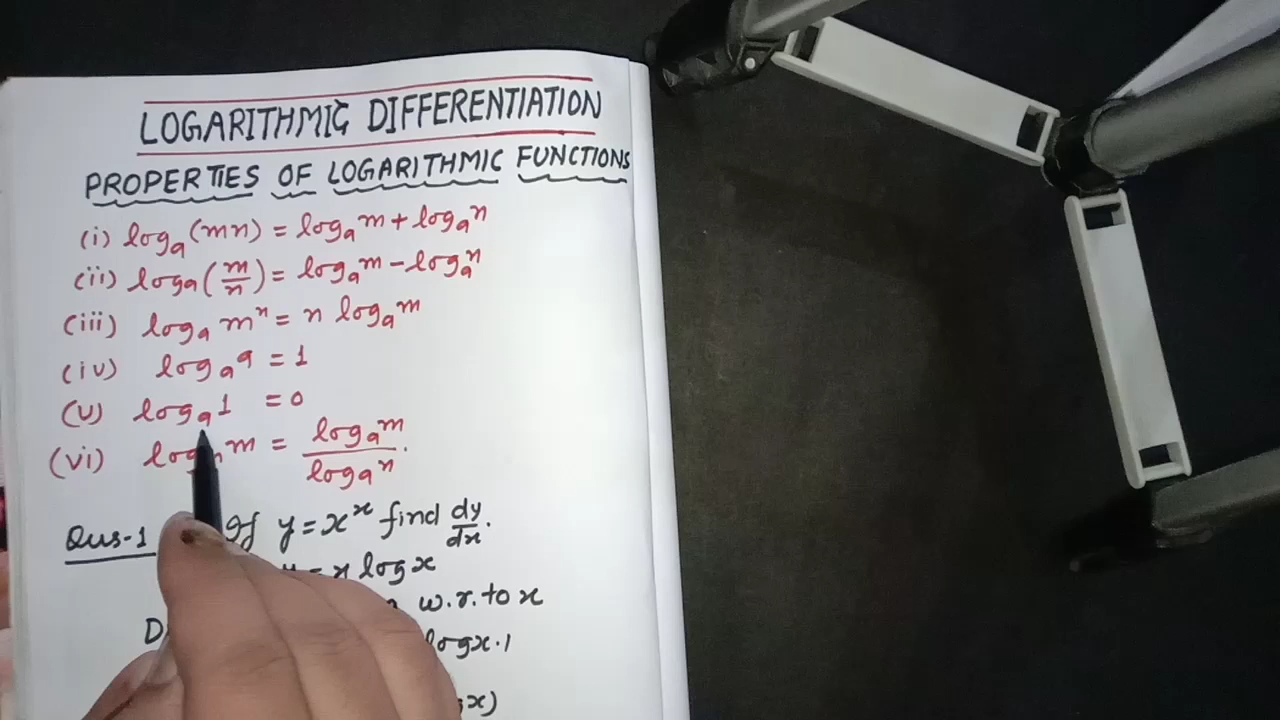 LOGARITHMIC DIFFERENTIATION
PROPERTIES OF LOGARITHMIC FUNCTIONS
(i) logₐ(mn) = logₐm + logₐn
(ii) logₐ(m/n) = logₐm - logₐn
(iii) logₐ mⁿ = n logₐm
(iv) logₐa = 1
(v) logₐ1 = 0
(vi) logₙm = logₐm / logₐn.
Qus-1 If y = xˣ find dy/dx.
= x log x
w.r.to x
log x · 1
x)